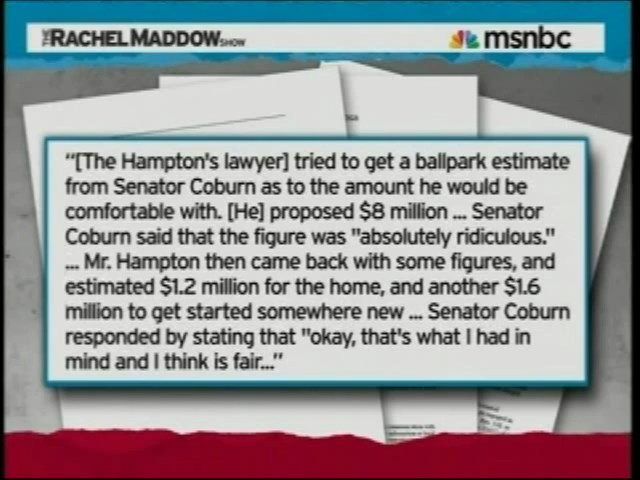 THE RACHEL MADDOW SHOW
msnbc
"[The Hampton's lawyer] tried to get a ballpark estimate
from Senator Coburn as to the amount he would be
comfortable with. [He] proposed $8 million ... Senator
Coburn said that the figure was "absolutely ridiculous."
... Mr. Hampton then came back with some figures, and
estimated $1.2 million for the home, and another $1.6
million to get started somewhere new ... Senator Coburn
responded by stating that "okay, that's what I had in
mind and I think is fair..."